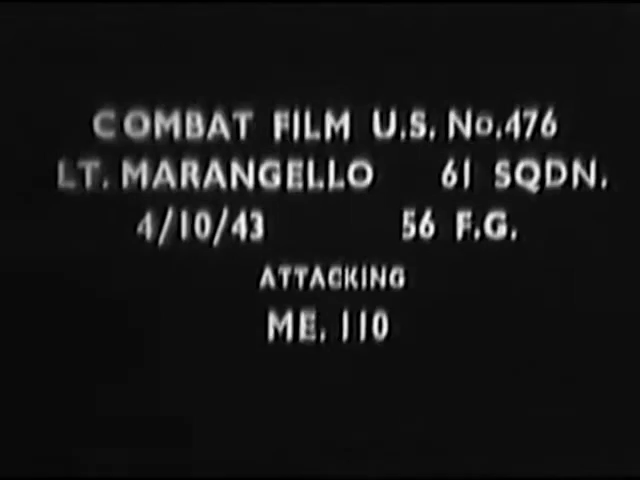 COMBAT FILM U.S. No. 476
LT. MARANGELLO 61 SQDN.
4/10/43 56 F.G.
ATTACKING
ME. 110